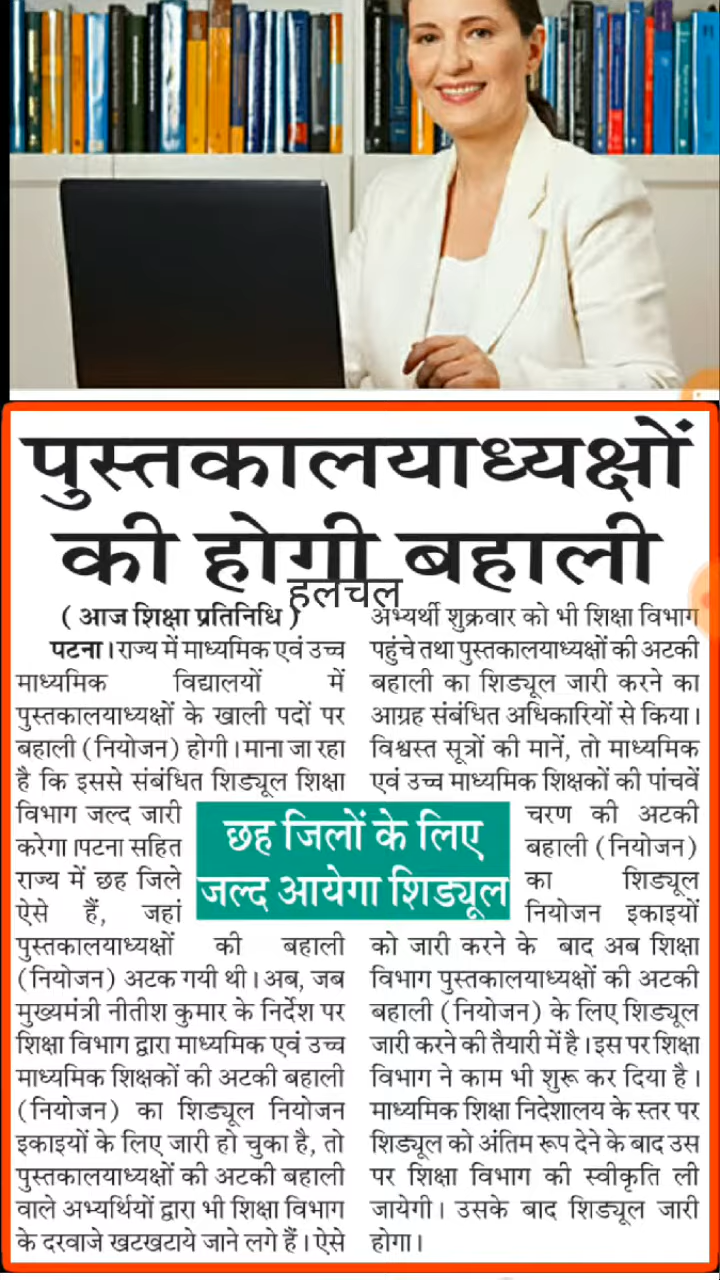 पुस्तकालयाध्यक्षों
की होगी बहाली
हलचल
( आज शिक्षा प्रतिनिधि )
पटना। राज्य में माध्यमिक एवं उच्च
माध्यमिक विद्यालयों में
पुस्तकालयाध्यक्षों के खाली पदों पर
बहाली (नियोजन) होगी। माना जा रहा
है कि इससे संबंधित शिड्यूल शिक्षा
विभाग जल्द जारी
करेगा।पटना सहित
राज्य में छह जिले
ऐसे हैं, जहां
पुस्तकालयाध्यक्षों की बहाली
(नियोजन) अटक गयी थी। अब, जब
मुख्यमंत्री नीतीश कुमार के निर्देश पर
शिक्षा विभाग द्वारा माध्यमिक एवं उच्च
माध्यमिक शिक्षकों की अटकी बहाली
(नियोजन) का शिड्यूल नियोजन
इकाइयों के लिए जारी हो चुका है, तो
पुस्तकालयाध्यक्षों की अटकी बहाली
वाले अभ्यर्थियों द्वारा भी शिक्षा विभाग
के दरवाजे खटखटाये जाने लगे हैं। ऐसे
छह जिलों के लिए
जल्द आयेगा शिड्यूल
अभ्यर्थी शुक्रवार को भी शिक्षा विभाग
पहुंचे तथा पुस्तकालयाध्यक्षों की अटकी
बहाली का शिड्यूल जारी करने का
आग्रह संबंधित अधिकारियों से किया।
विश्वस्त सूत्रों की मानें, तो माध्यमिक
एवं उच्च माध्यमिक शिक्षकों की पांचवें
चरण की अटकी
बहाली (नियोजन)
का शिड्यूल
नियोजन इकाइयों
को जारी करने के बाद अब शिक्षा
विभाग पुस्तकालयाध्यक्षों की अटकी
बहाली (नियोजन) के लिए शिड्यूल
जारी करने की तैयारी में है। इस पर शिक्षा
विभाग ने काम भी शुरू कर दिया है।
माध्यमिक शिक्षा निदेशालय के स्तर पर
शिड्यूल को अंतिम रूप देने के बाद उस
पर शिक्षा विभाग की स्वीकृति ली
जायेगी। उसके बाद शिड्यूल जारी
होगा।